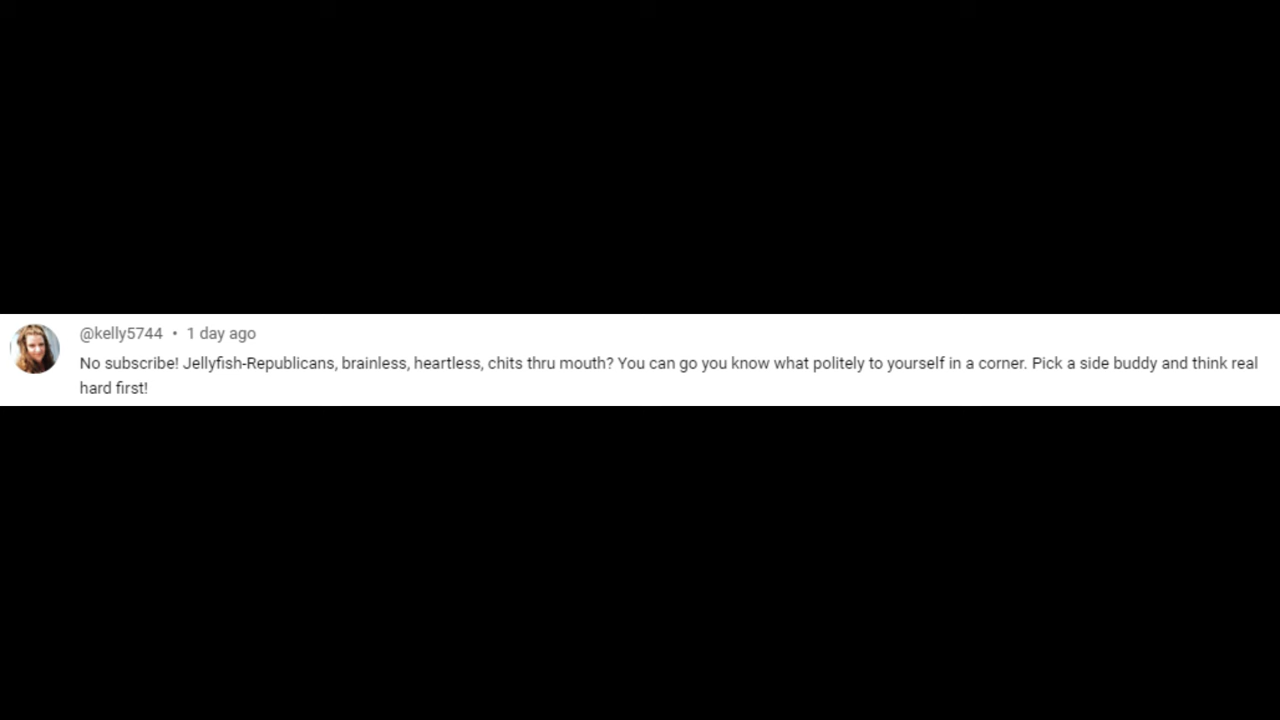 @kelly5744 • 1 day ago
No subscribe! Jellyfish-Republicans, brainless, heartless, chits thru mouth? You can go you know what politely to yourself in a corner. Pick a side buddy and think real
hard first!